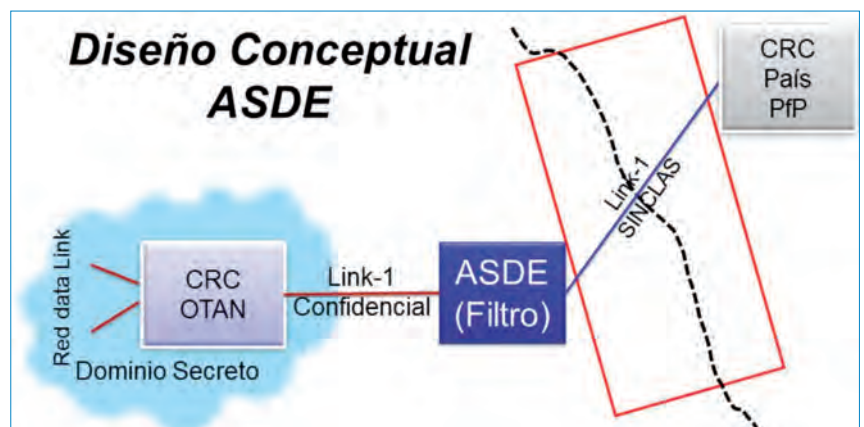 Diseño Conceptual
ASDE
CRC
País
PfP
Link-1
SINCLAS
Red data Link
CRC
OTAN
Link-1
Confidencial
ASDE
(Filtro)
Dominio Secreto